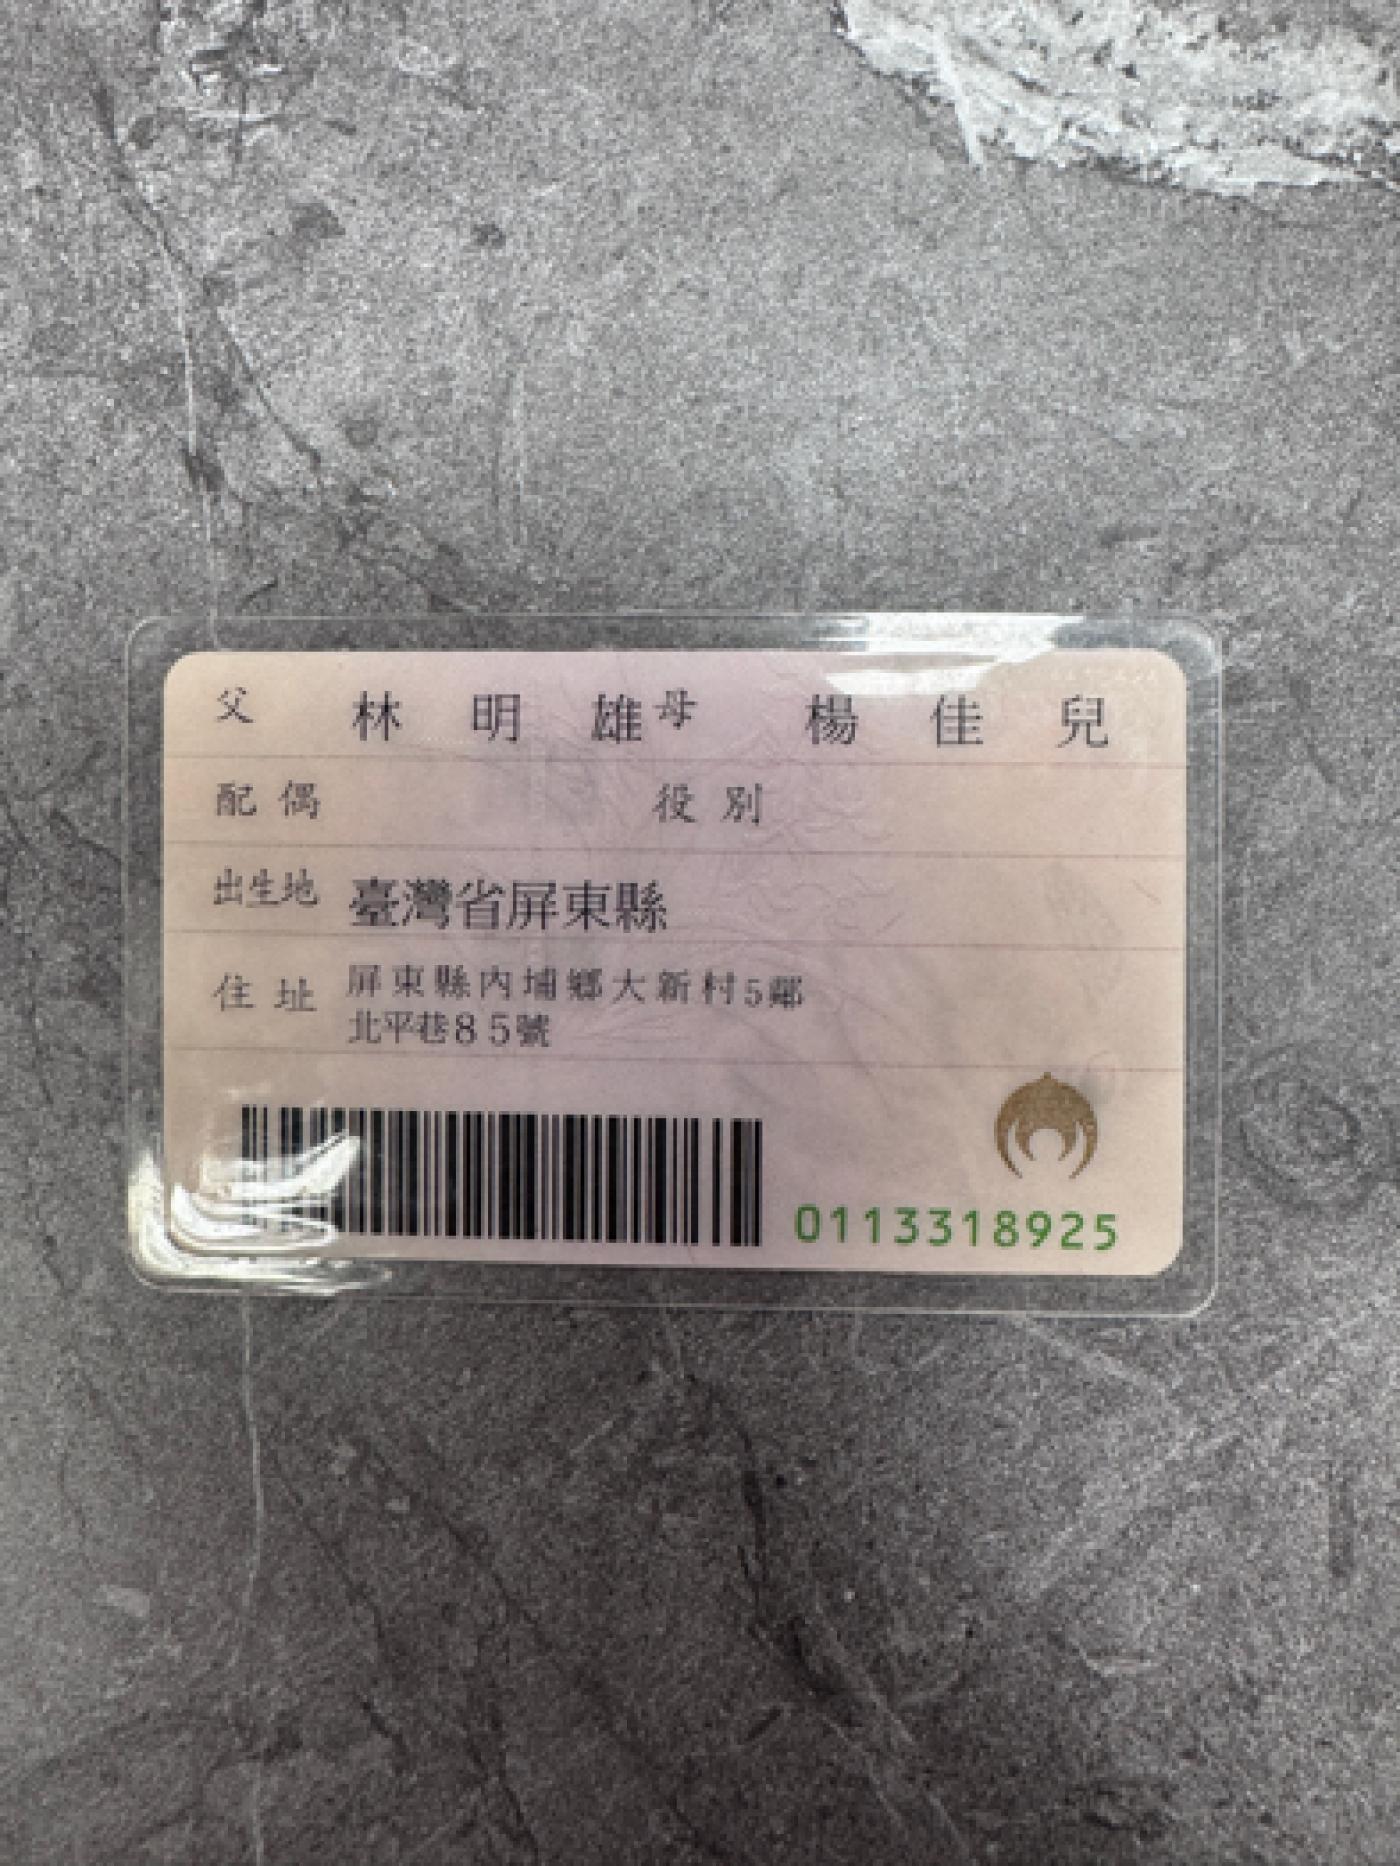 父 林明雄 母 楊佳兒
配偶 役別
出生地 臺灣省屏東縣
住址 屏東縣內埔鄉大新村5鄰
北平巷85號
0113318925